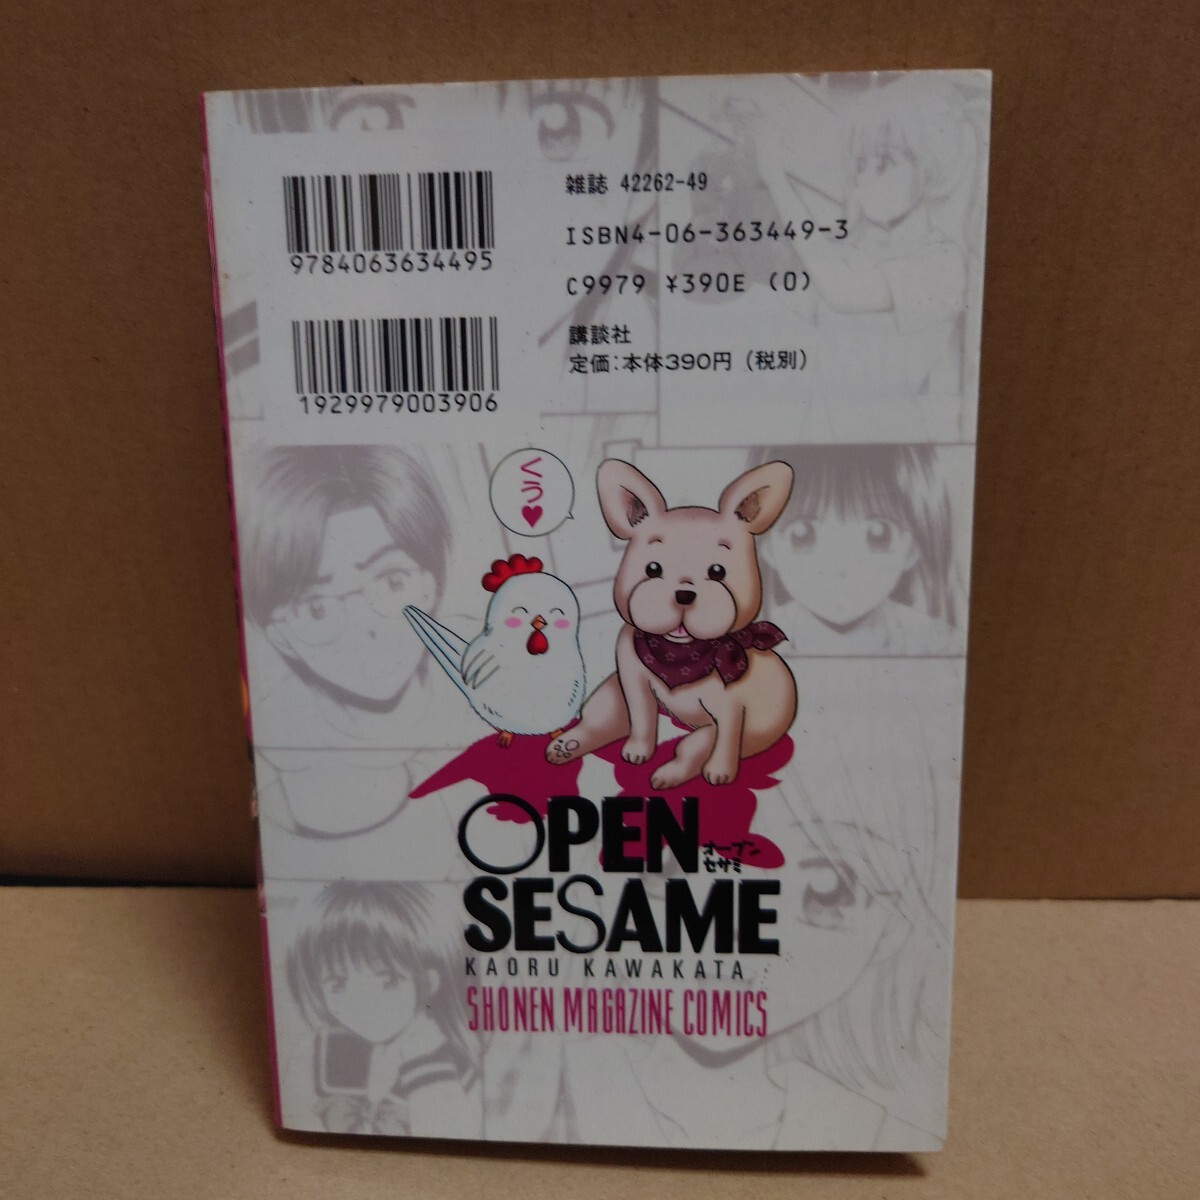 9784063634495
1929979003906
雑誌 42262-49
ISBN4-06-363449-3
C9979 ¥390E (0)
講談社
定価:本体390円(税別)
くぅ♥
OPEN
オープン
セサミ
SESAME
KAORU KAWAKATA
SHONEN MAGAZINE COMICS